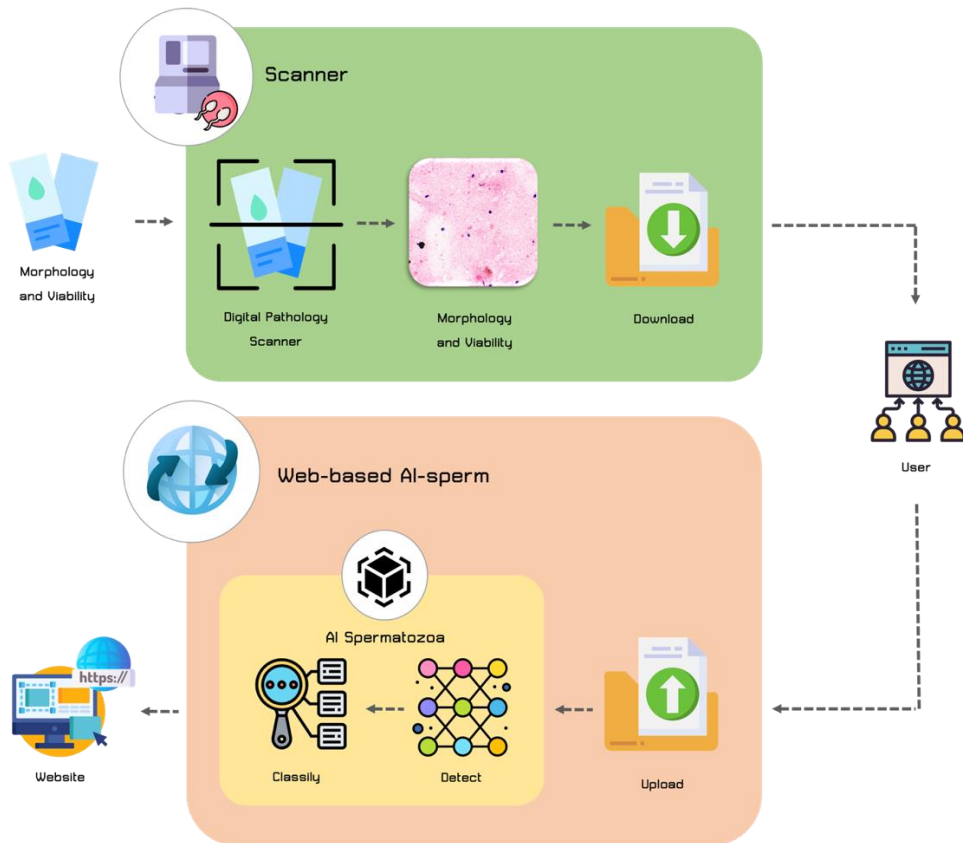 Scanner
Morphology
and Viability
Digital Pathology
Scanner
Morphology
and Viability
Download
User
Web-based AI-sperm
AI Spermatozoa
https://
Website
Classily
Detect
Upload